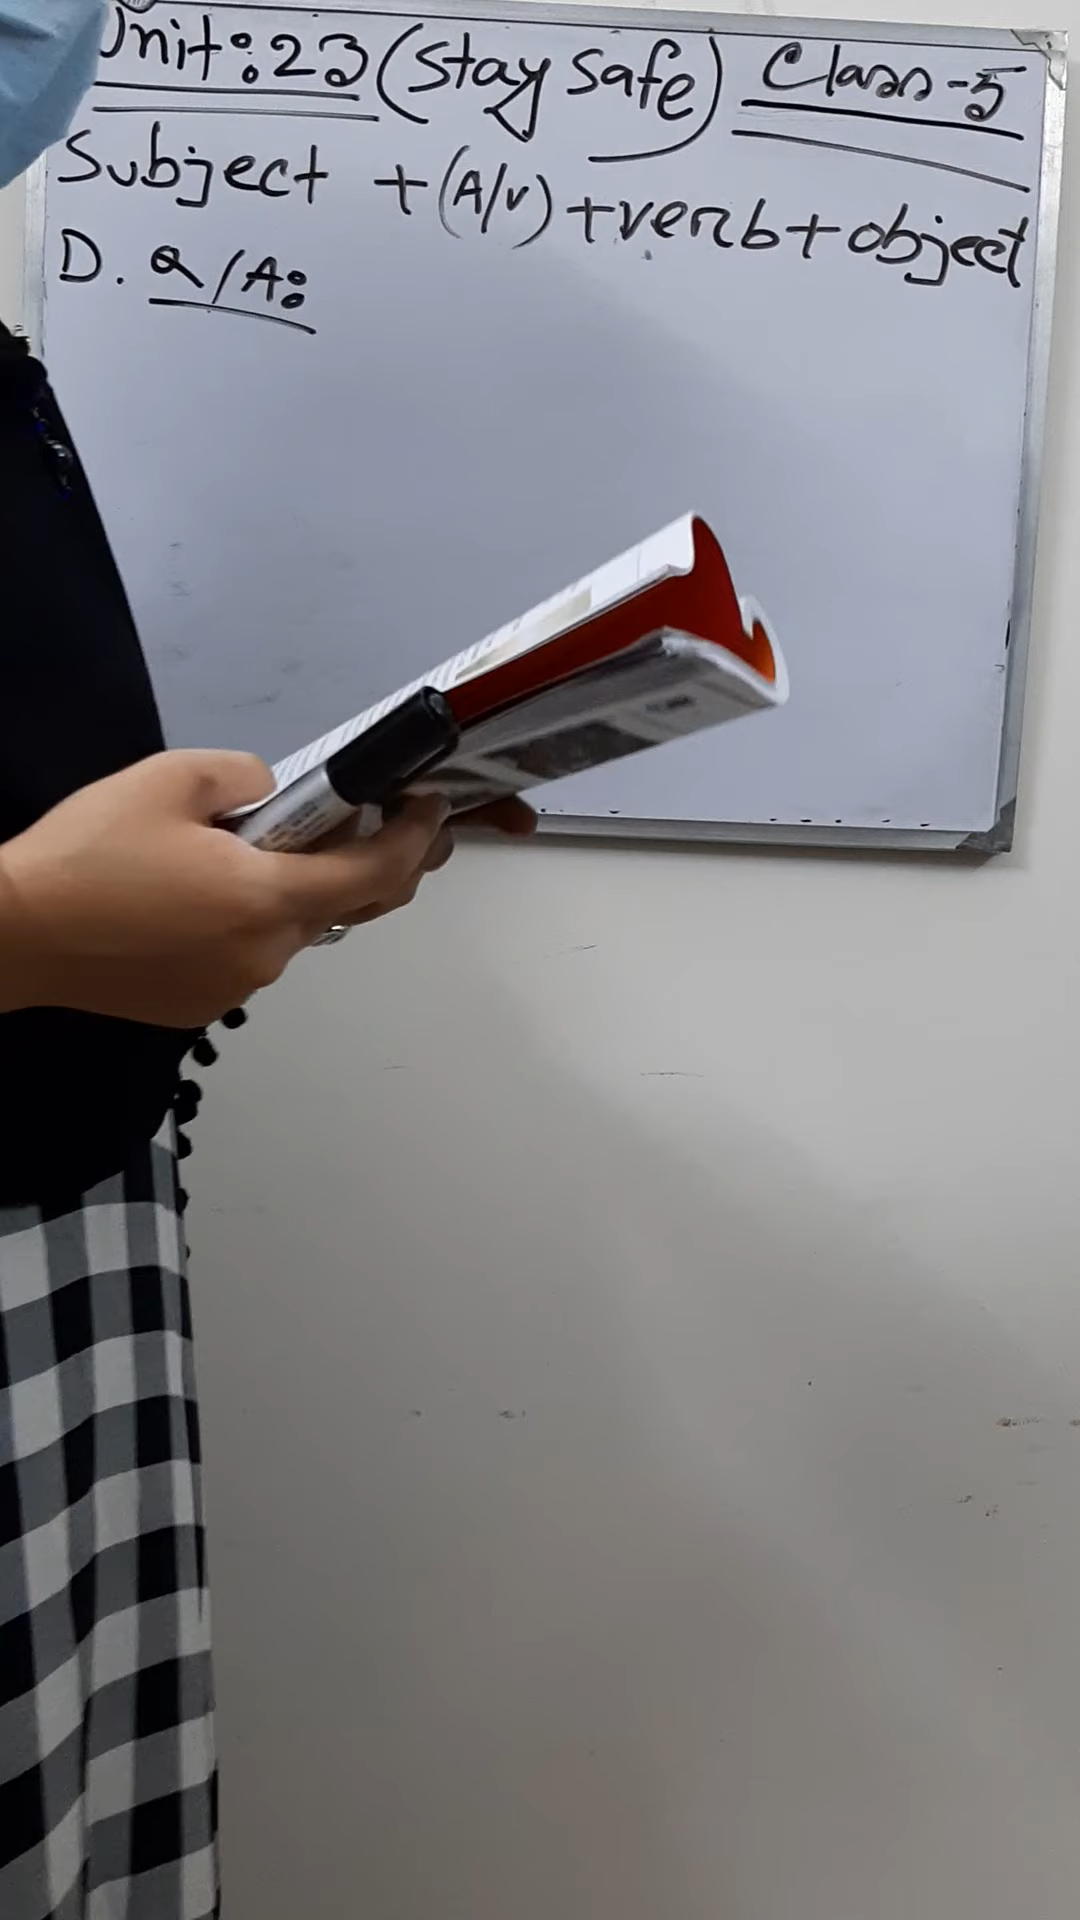 Unit:23 (Stay Safe) Class-5
Subject + (A/V) + verb + object
D. Q/A: